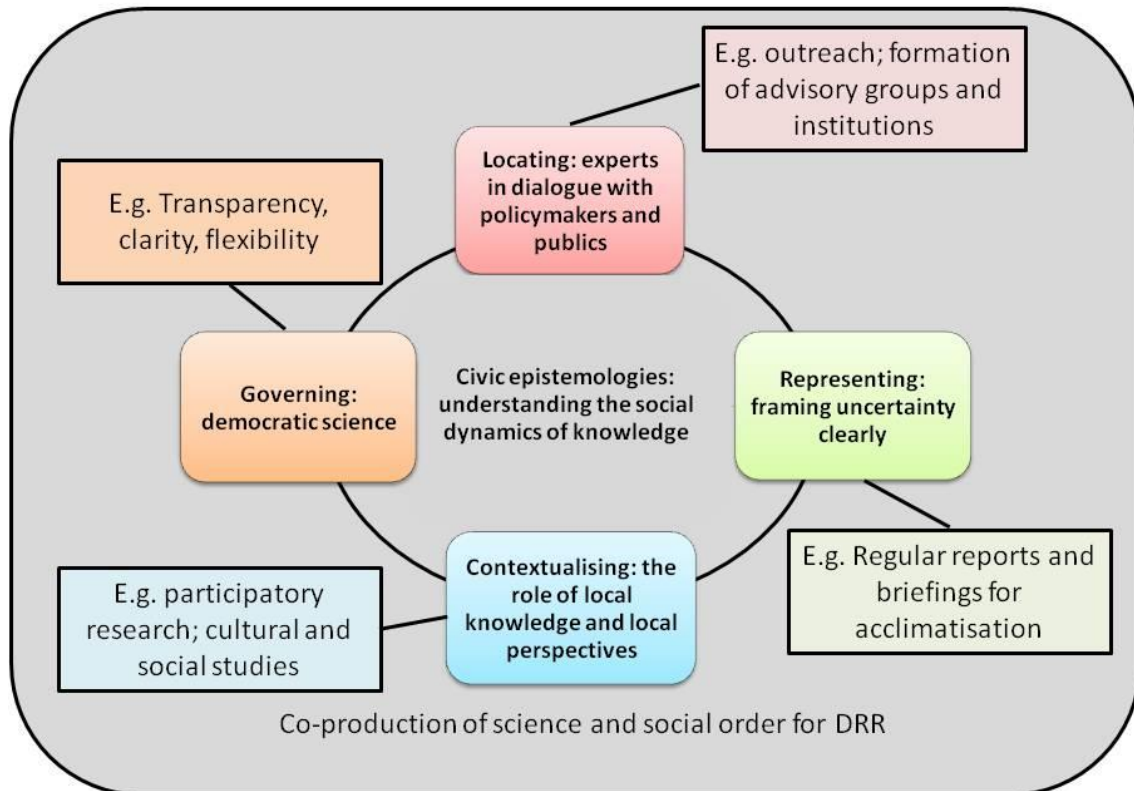 E.g. outreach; formation
of advisory groups and
institutions
Locating: experts
in dialogue with
policymakers and
publics
E.g. Transparency,
clarity, flexibility
Governing:
democratic science
Civic epistemologies:
understanding the social
dynamics of knowledge
Representing:
framing uncertainty
clearly
Contextualising: the
role of local
knowledge and local
perspectives
E.g. Regular reports and
briefings for
acclimatisation
E.g. participatory
research; cultural and
social studies
Co-production of science and social order for DRR